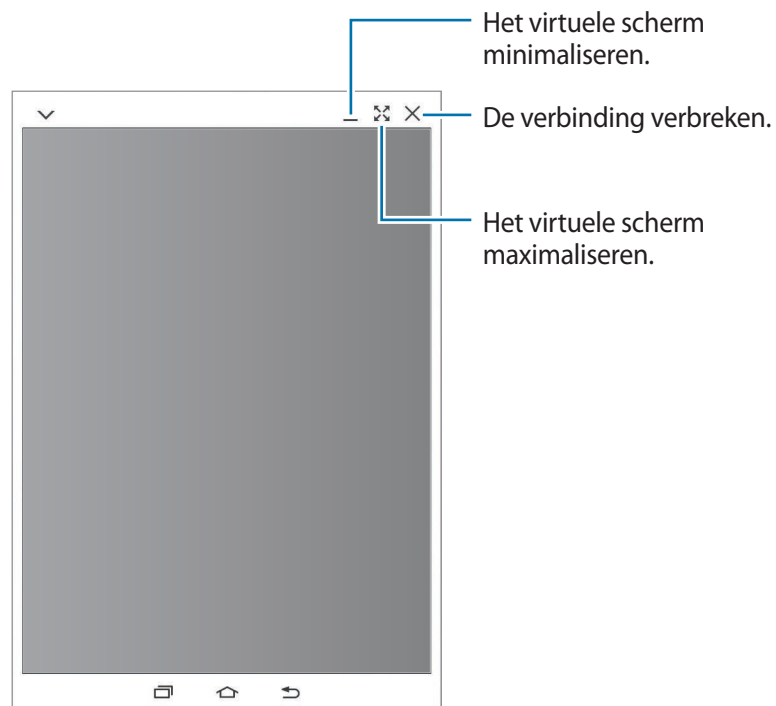 Het virtuele scherm
minimaliseren.
De verbinding verbreken.
Het virtuele scherm
maximaliseren.